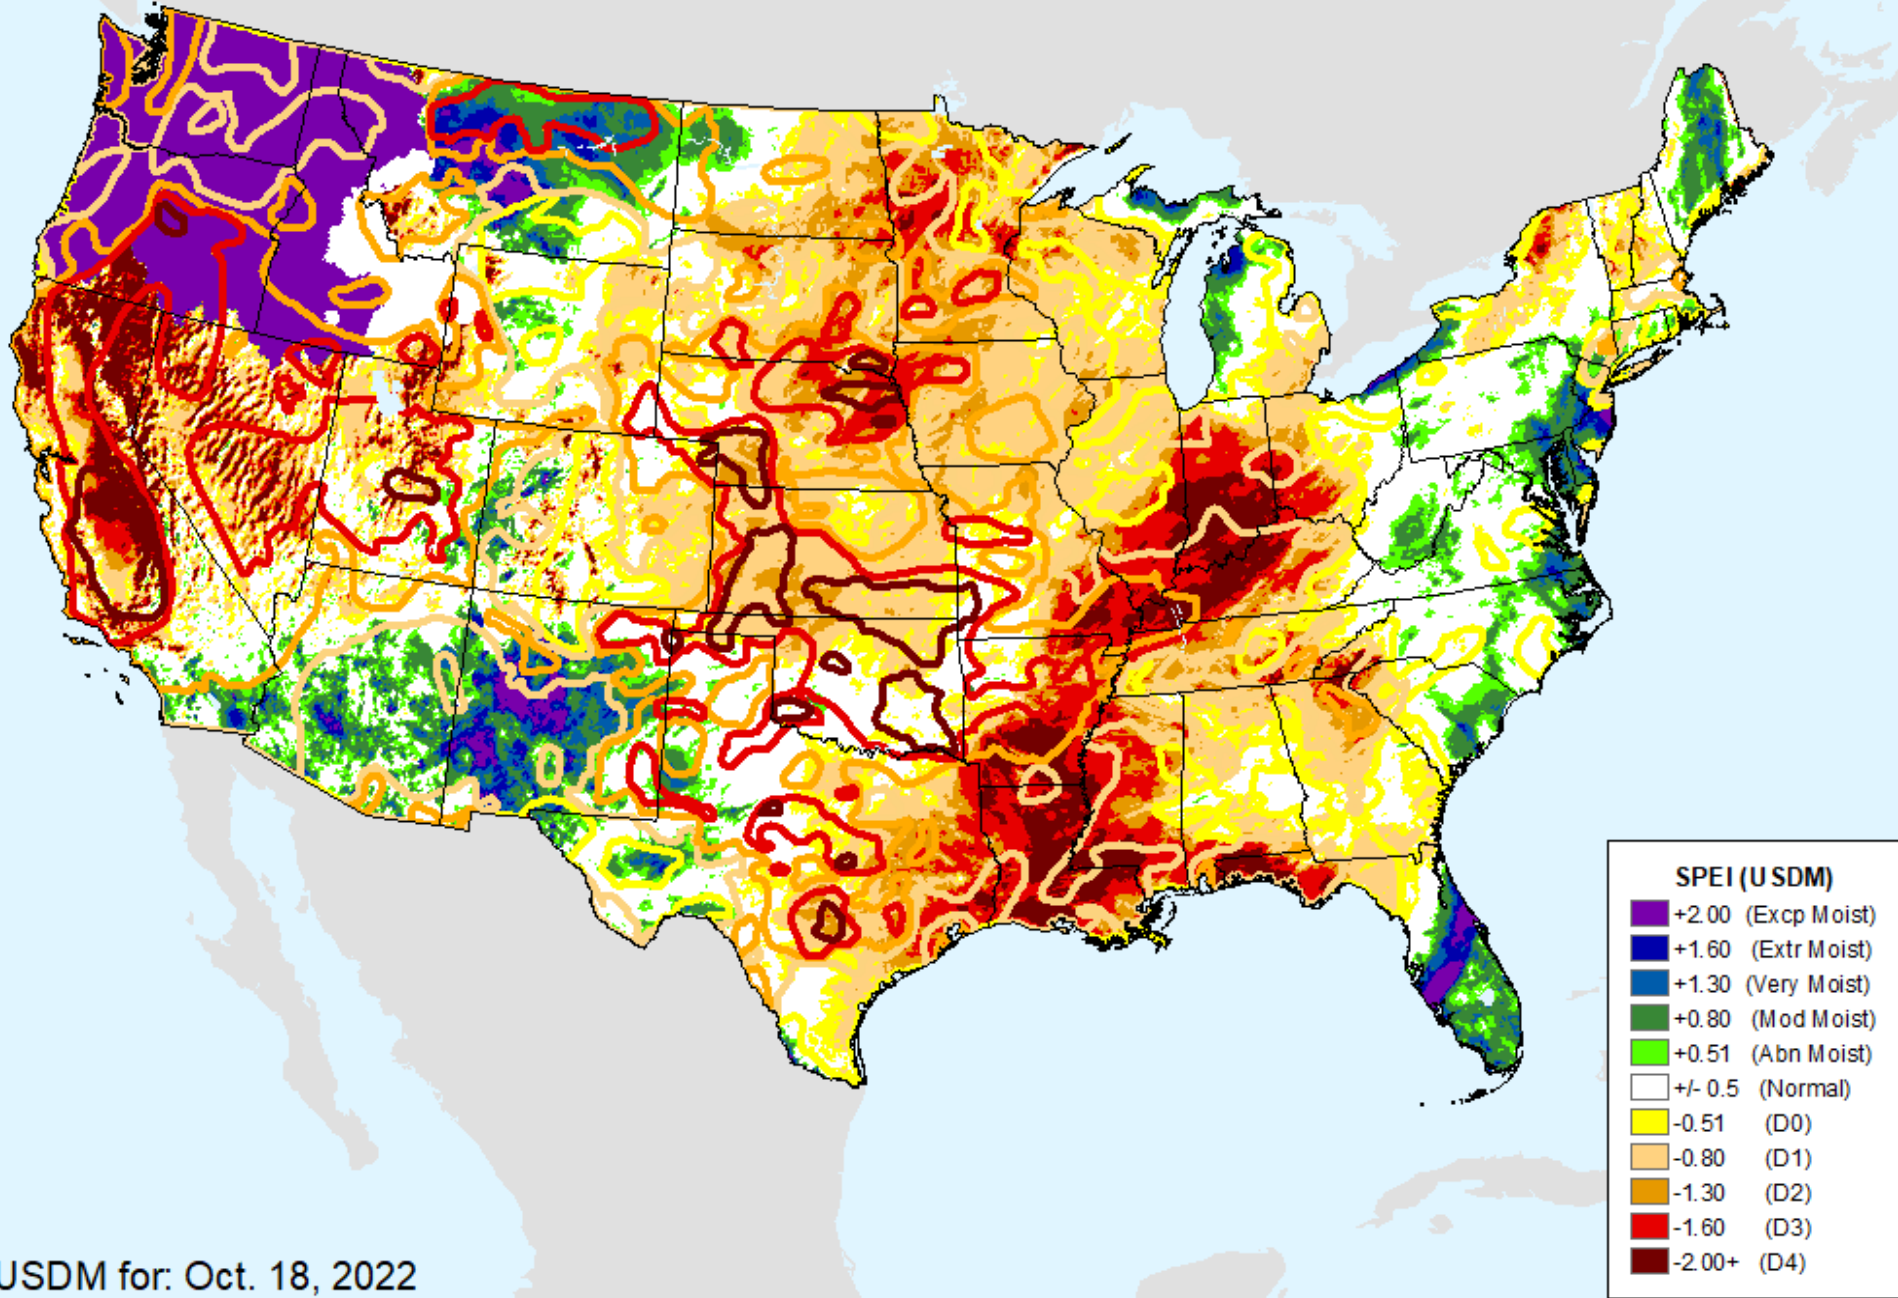 SPEI (USDM)
+2.00 (Excp Moist)
+1.60 (Extr Moist)
+1.30 (Very Moist)
+0.80 (Mod Moist)
+0.51 (Abn Moist)
+/- 0.5 (Normal)
-0.51 (D0)
-0.80 (D1)
-1.30 (D2)
-1.60 (D3)
-2.00+ (D4)
USDM for: Oct. 18, 2022